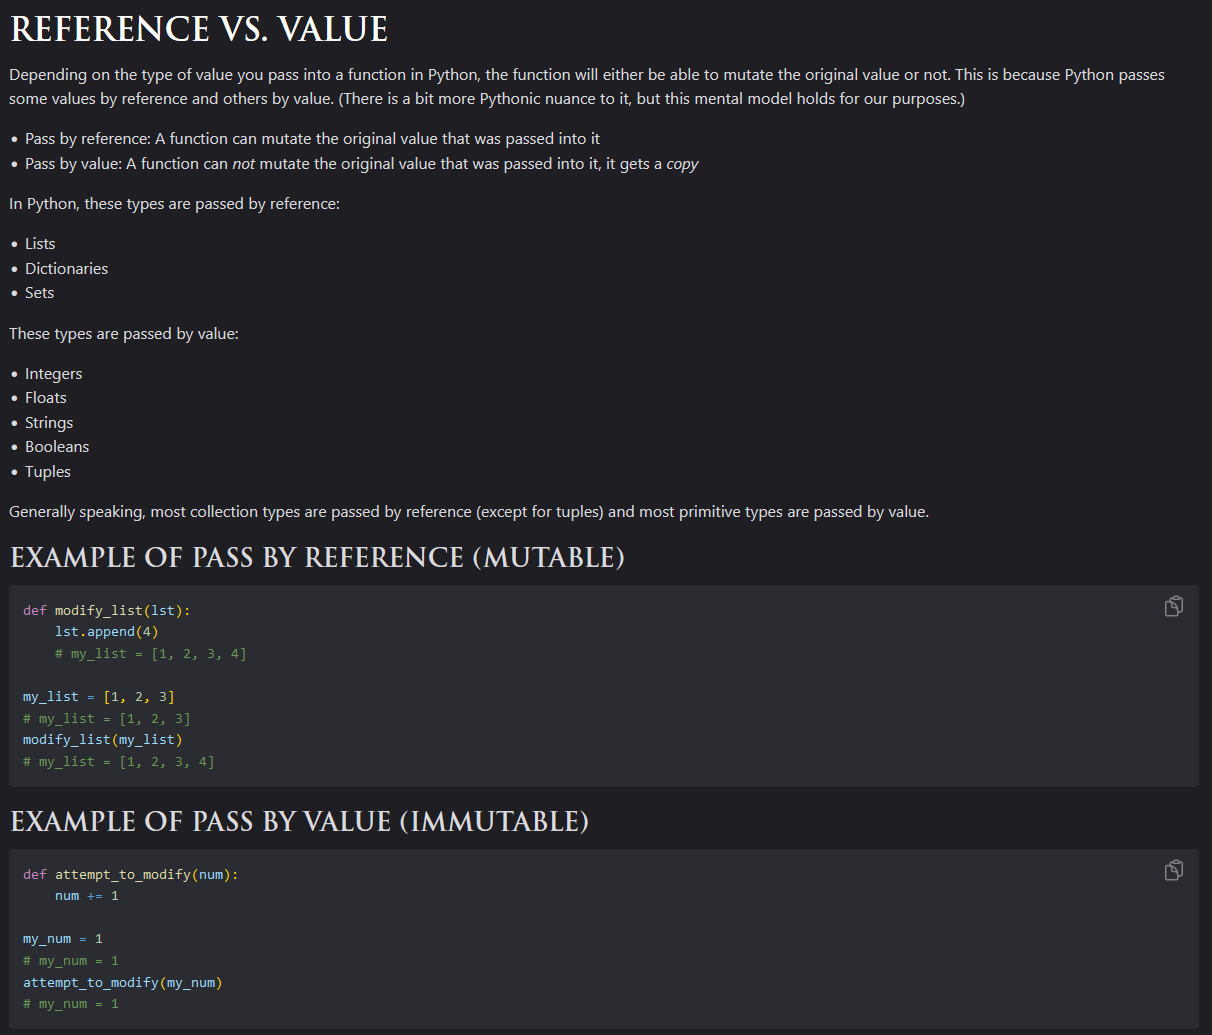 REFERENCE VS. VALUE
Depending on the type of value you pass into a function in Python, the function will either be able to mutate the original value or not. This is because Python passes
some values by reference and others by value. (There is a bit more Pythonic nuance to it, but this mental model holds for our purposes.)
• Pass by reference: A function can mutate the original value that was passed into it
• Pass by value: A function can not mutate the original value that was passed into it, it gets a copy
In Python, these types are passed by reference:
• Lists
• Dictionaries
• Sets
These types are passed by value:
• Integers
• Floats
• Strings
• Booleans
• Tuples
Generally speaking, most collection types are passed by reference (except for tuples) and most primitive types are passed by value.
EXAMPLE OF PASS BY REFERENCE (MUTABLE)
def modify_list(lst):
    lst.append(4)
    # my_list = [1, 2, 3, 4]
my_list = [1, 2, 3]
# my_list = [1, 2, 3]
modify_list(my_list)
# my_list = [1, 2, 3, 4]
EXAMPLE OF PASS BY VALUE (IMMUTABLE)
def attempt_to_modify(num):
    num += 1
my_num = 1
# my_num = 1
attempt_to_modify(my_num)
# my_num = 1